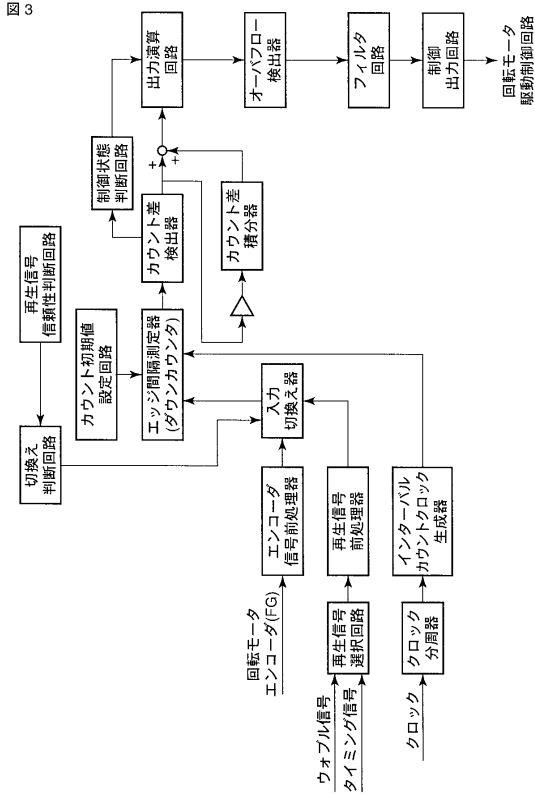 図3
再生信号
信頼性判断回路
切換え
判断回路
カウント初期値
設定回路
制御状態
判断回路
出力演算
回路
オーバフロー
検出器
フィルタ
回路
制御
出力回路
回転モータ
駆動制御回路
エッジ間隔測定器
(ダウンカウンタ)
カウント差
検出器
+
+
カウント差
積分器
回転モータ
エンコーダ(FG)
エンコーダ
信号前処理器
入力
切換え器
ウォブル信号
タイミング信号
再生信号
選択回路
再生信号
前処理器
クロック
クロック
分周器
インターバル
カウントクロック
生成器